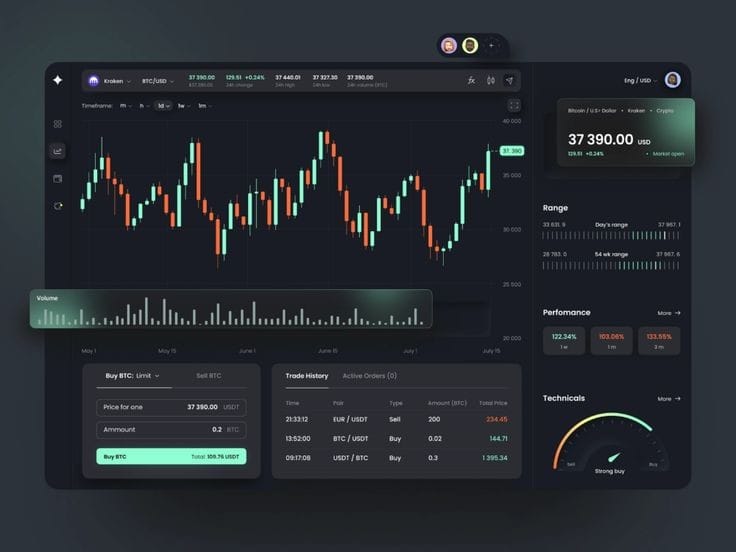 Kraken
BTC/USD
37 390.00
$37,390.00
129.51 +0.24%
24h change
37 440.01
24h high
37 327.30
24h low
37 390.00
24h volume (BTC)
fx
Eng / USD
Timeframe: m h 1d 1w 1m
40 000
37 390
35 000
30 000
25 000
20 000
Volume
May 1
May 15
June 1
June 15
July 1
July 15
Bitcoin / U.S• Dollar • Kraken • Crypto
37 390.00 USD
129.51 +0.24%
• Market open
Range
33 631. 9 Day's range 37 987. 1
28 783. 0 54 wk range 37 987. 6
Perfomance More →
122.34%
1 w
103.06%
1 m
133.55%
3 m
Technicals More →
Sell
Buy
Strong buy
Buy BTC: Limit
Sell BTC
Price for one 37 390.00 USDT
Ammount 0.2 BTC
Buy BTC Total: 109.76 USDT
Trade History Active Orders (0)
Time Pair Type Amount (BTC) Total Price
21:33:12 EUR / USDT Sell 200 234.45
13:52:00 BTC / USDT Buy 0.02 144.71
09:17:08 USDT / BTC Buy 0.3 1 395.34